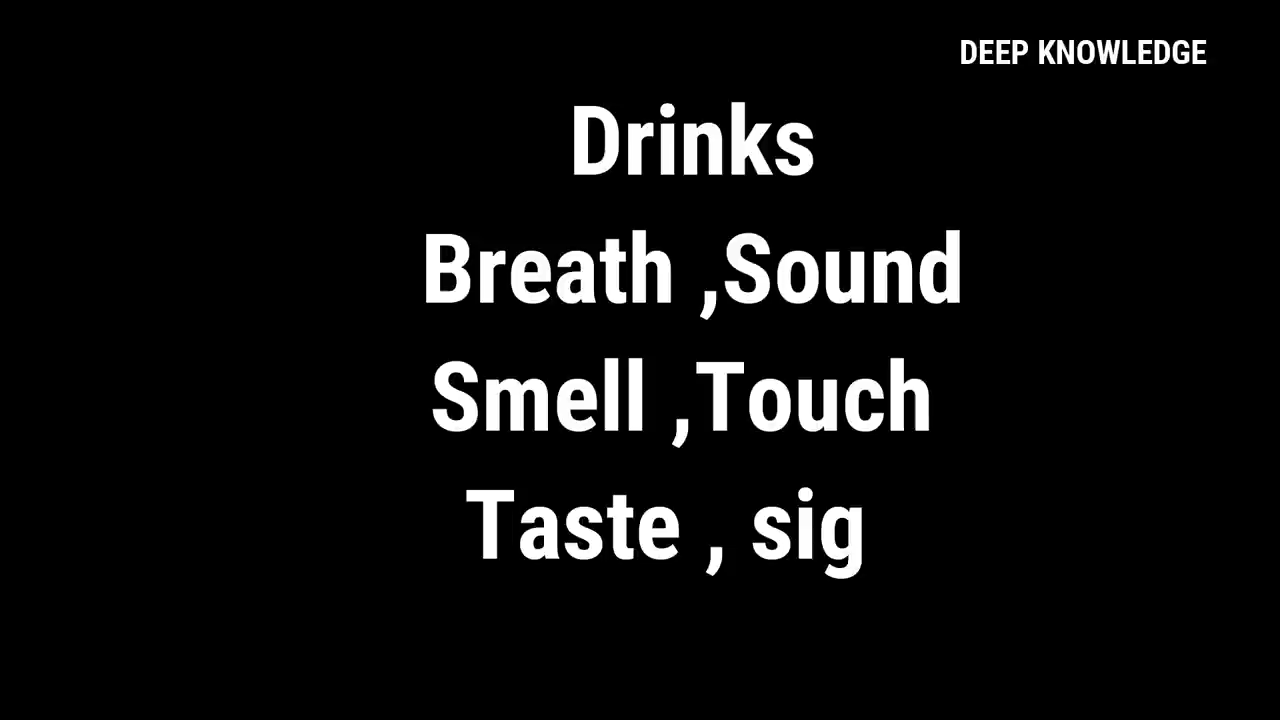 DEEP KNOWLEDGE
Drinks
Breath ,Sound
Smell ,Touch
Taste , sig